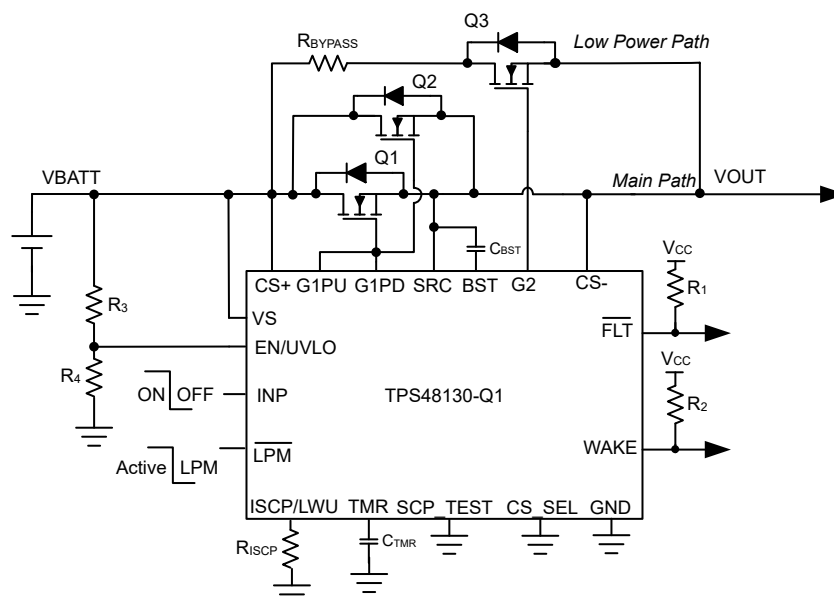 Q3
RBYPASS
Low Power Path
Q2
Q1
VBATT
Main Path
VOUT
CBST
VCC
CS+ G1PU G1PD SRC BST G2 CS-
R1
R3
VS
FLT
EN/UVLO
VCC
R4
ON OFF
INP
TPS48130-Q1
R2
LPM
WAKE
Active LPM
ISCP/LWU TMR SCP_TEST CS_SEL GND
RISCP
CTMR